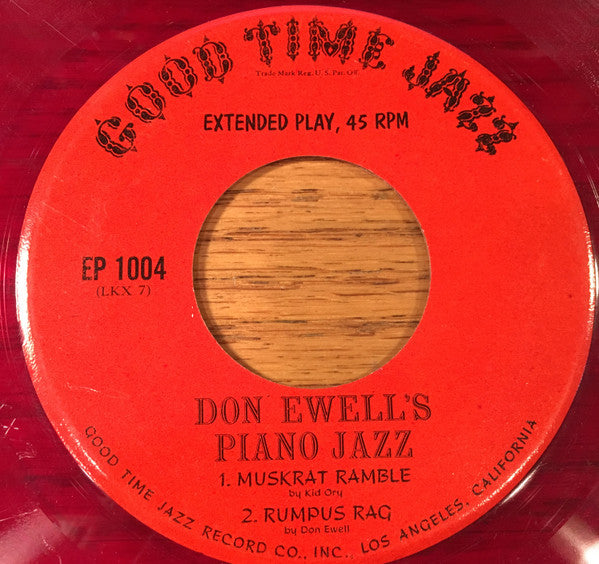 GOOD TIME JAZZ
Trade Mark Reg. U. S. Pat. Off.
EXTENDED PLAY, 45 RPM
EP 1004
(LKX 7)
DON EWELL'S
PIANO JAZZ
1. MUSKRAT RAMBLE
by Kid Ory
2. RUMPUS RAG
by Don Ewell
GOOD TIME JAZZ RECORD CO., INC., LOS ANGELES, CALIFORNIA